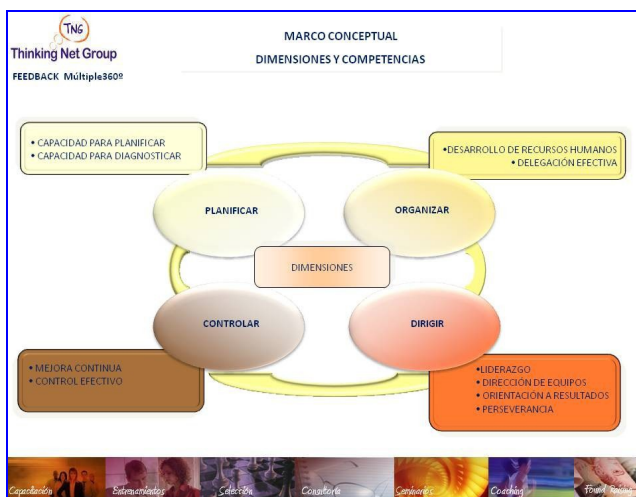 TNG
Thinking Net Group
FEEDBACK Múltiple360º
MARCO CONCEPTUAL
DIMENSIONES Y COMPETENCIAS
• CAPACIDAD PARA PLANIFICAR
• CAPACIDAD PARA DIAGNOSTICAR
•DESARROLLO DE RECURSOS HUMANOS
• DELEGACIÓN EFECTIVA
PLANIFICAR
ORGANIZAR
DIMENSIONES
CONTROLAR
DIRIGIR
• MEJORA CONTINUA
• CONTROL EFECTIVO
•LIDERAZGO
• DIRECCIÓN DE EQUIPOS
• ORIENTACIÓN A RESULTADOS
• PERSEVERANCIA
Capacitación
Entrenamientos
Selección
Consultoría
Seminarios
Coaching
Found Raising